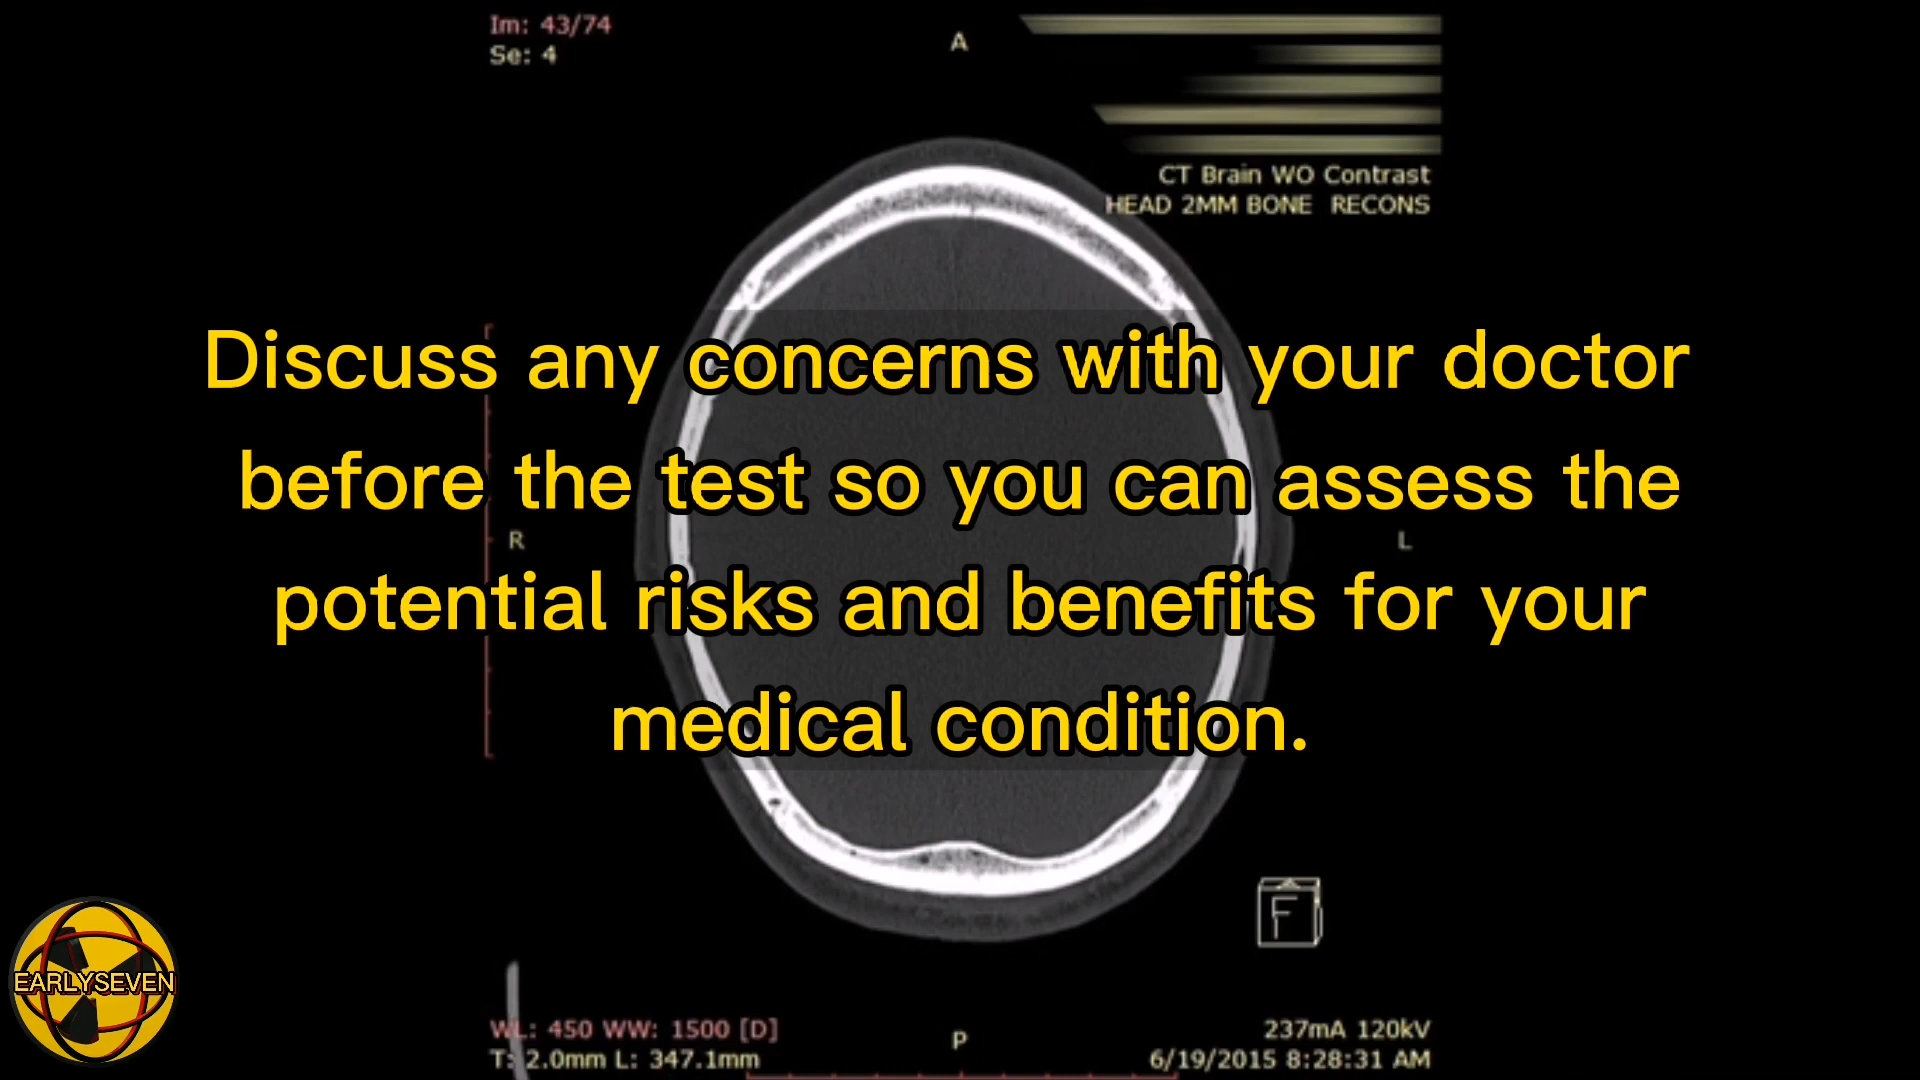 Im: 43/74
Se: 4
A
CT Brain WO Contrast
HEAD 2MM BONE RECONS
Discuss any concerns with your doctor
before the test so you can assess the
potential risks and benefits for your
medical condition.
R
L
F
EARLYSEVEN
WL: 450 WW: 1500 [D]
T: 2.0mm L: 347.1mm
P
237mA 120kV
6/19/2015 8:28:31 AM